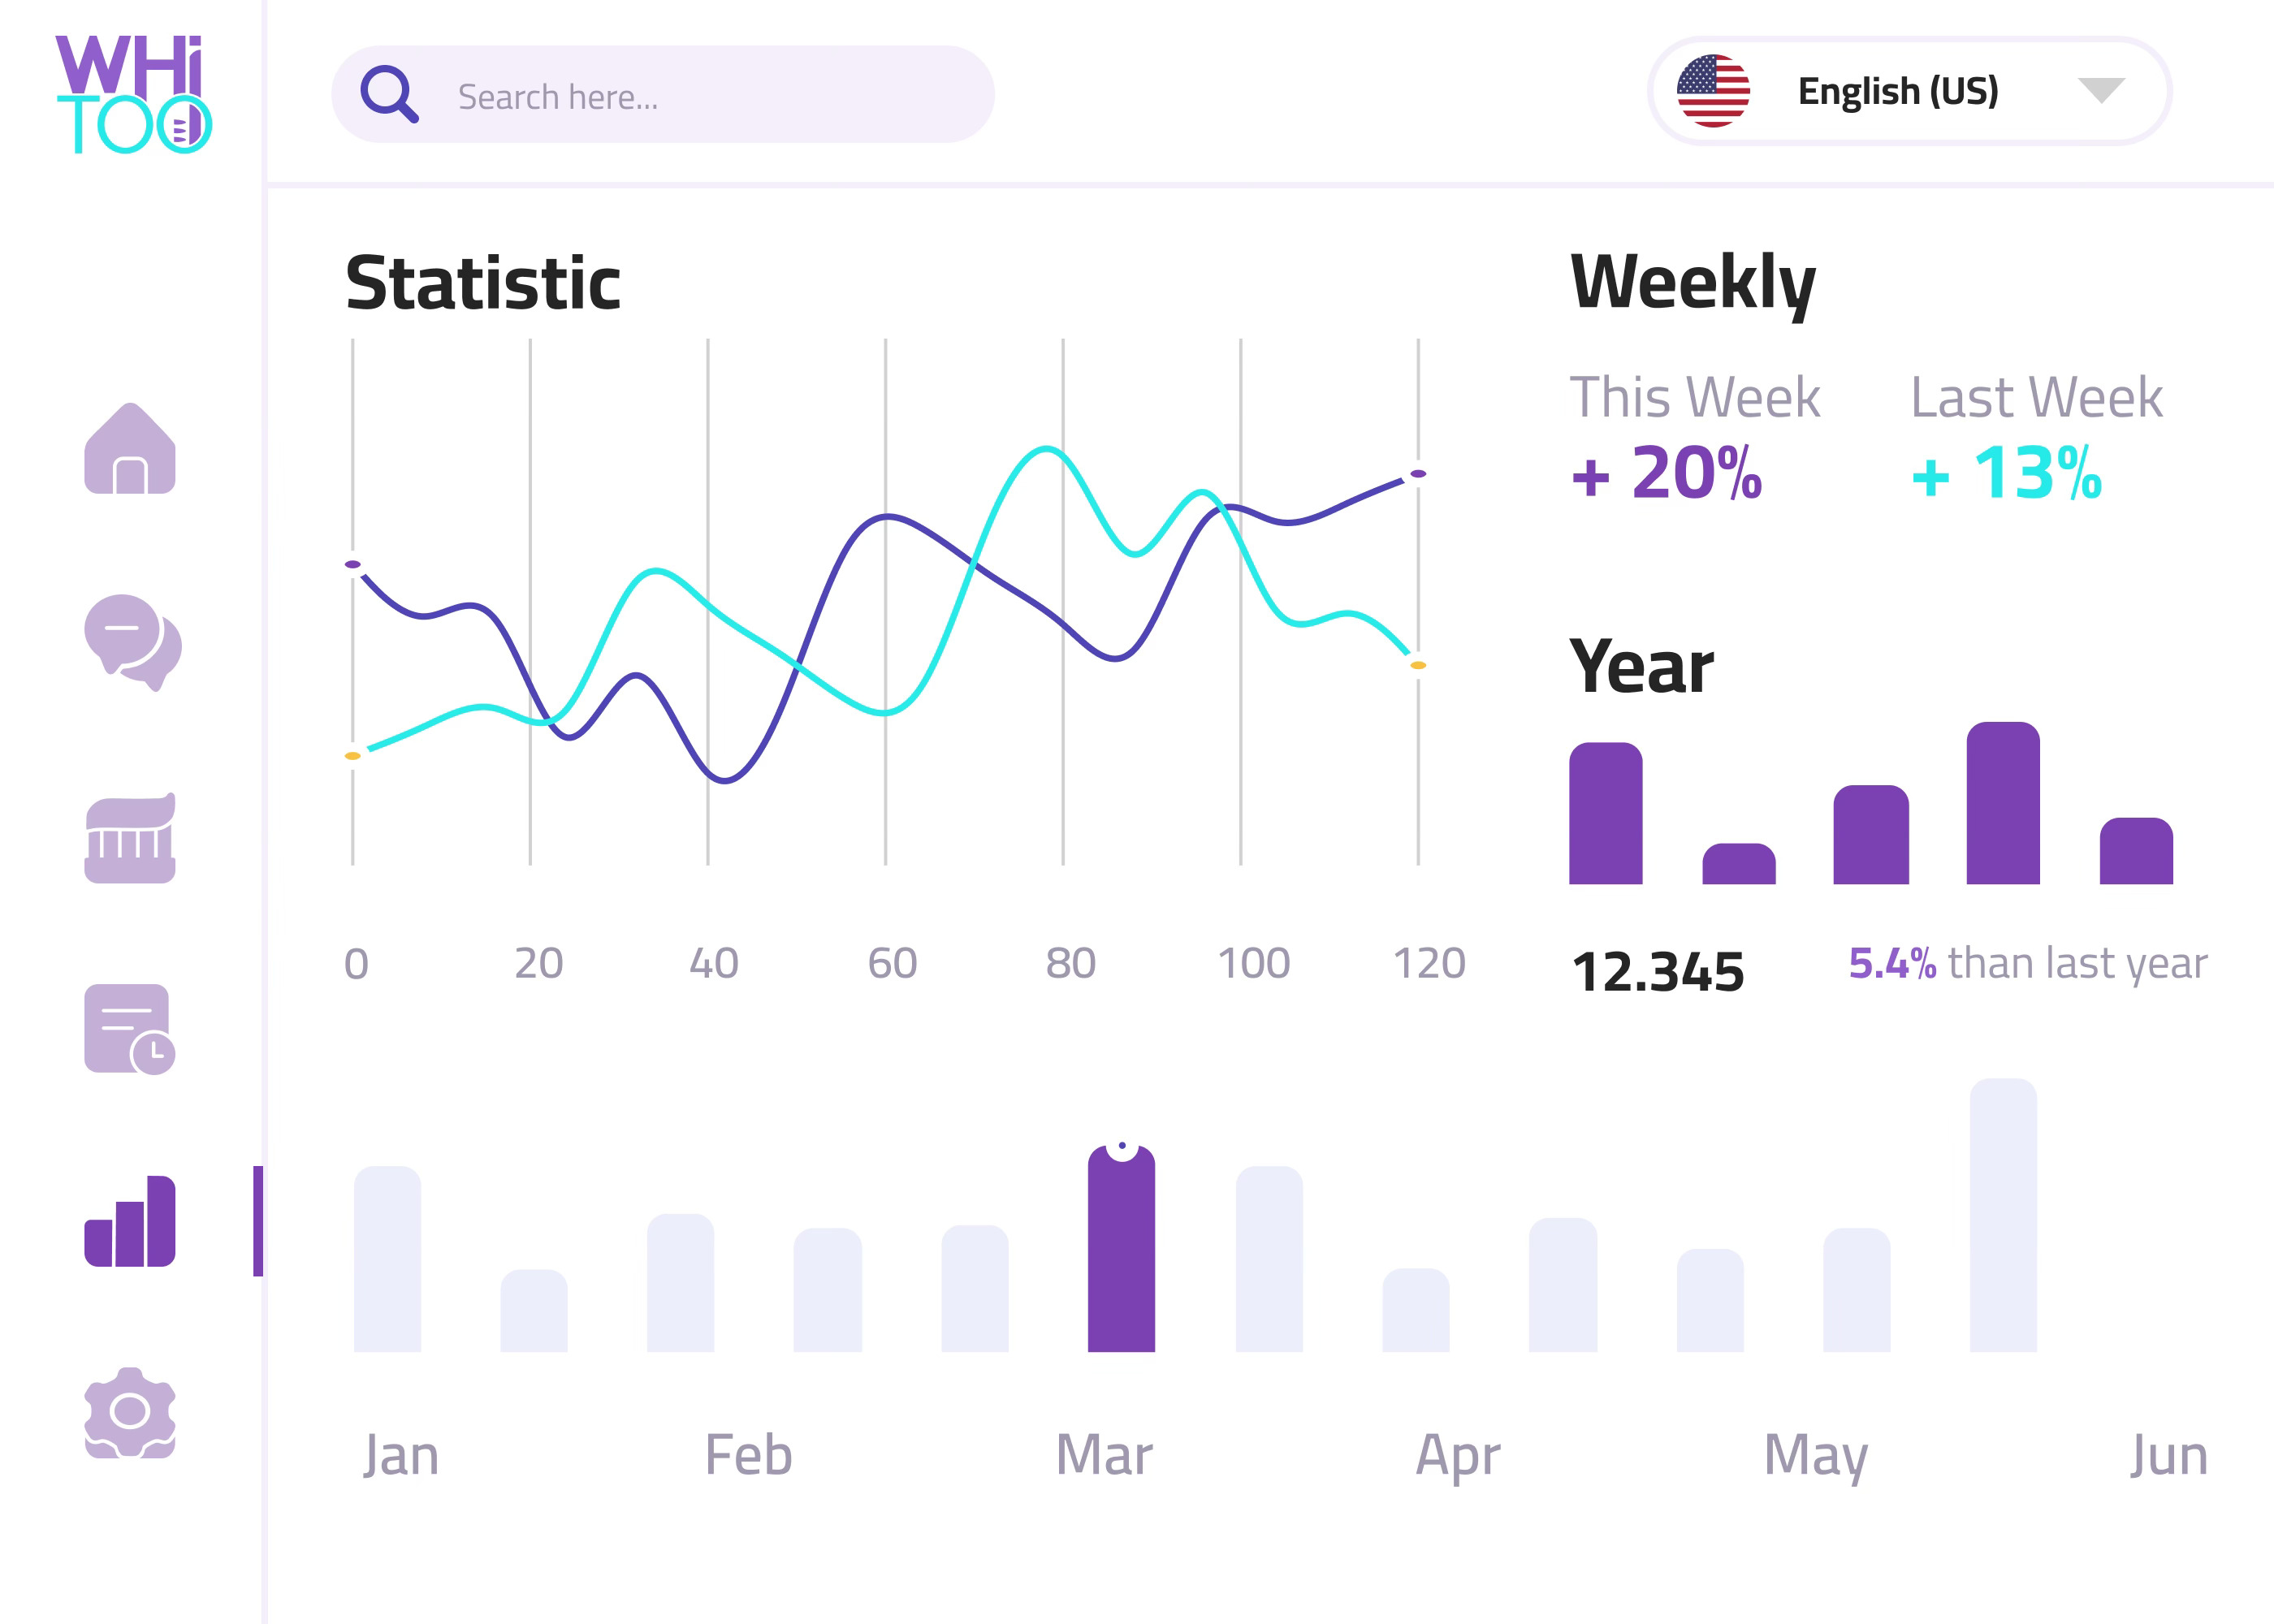 WHi
TOO
Search here...
English (US)
Statistic
0 20 40 60 80 100 120
Weekly
This Week Last Week
+ 20% + 13%
Year
12.345 5.4% than last year
Jan Feb Mar Apr May Jun